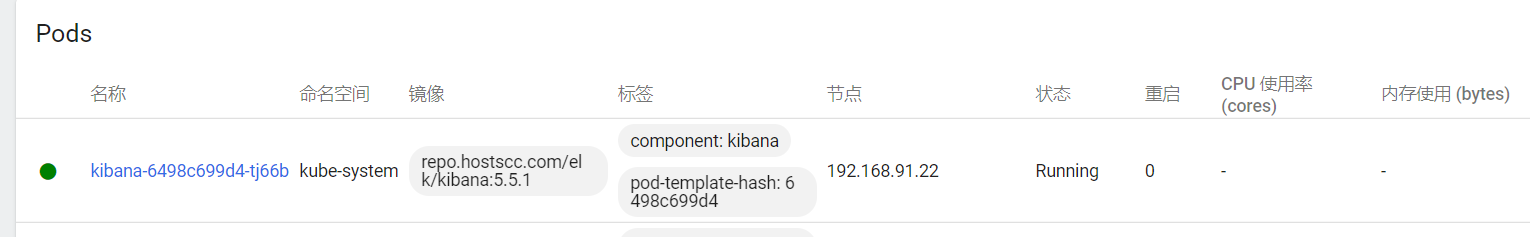 Pods
名称 命名空间 镜像 标签 节点 状态 重启 CPU 使用率 (cores) 内存使用 (bytes)
component: kibana
kibana-6498c699d4-tj66b kube-system repo.hostscc.com/el
k/kibana:5.5.1 192.168.91.22 Running 0 - -
pod-template-hash: 6
498c699d4